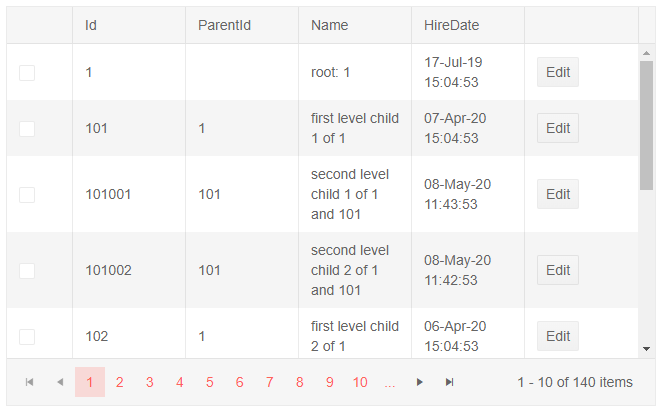 Id ParentId Name HireDate
1 root: 1 17-Jul-19
15:04:53 Edit
101 1 first level child
1 of 1 07-Apr-20
15:04:53 Edit
101001 101 second level
child 1 of 1
and 101 08-May-20
11:43:53 Edit
101002 101 second level
child 2 of 1
and 101 08-May-20
11:42:53 Edit
102 1 first level child
2 of 1 06-Apr-20
15:04:53 Edit
1 2 3 4 5 6 7 8 9 10 ... 1 - 10 of 140 items